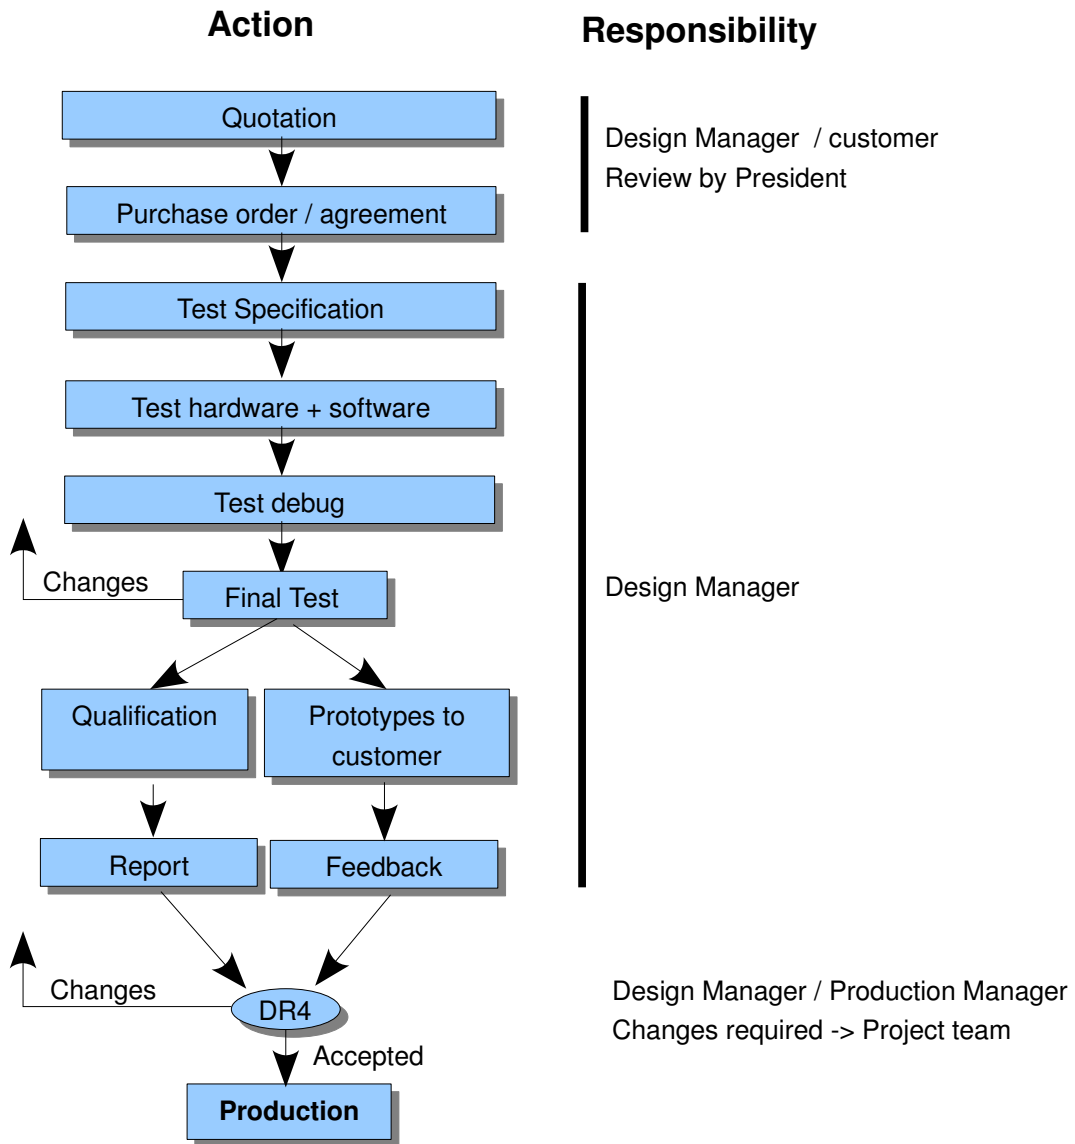 Action
Responsibility
Quotation
Design Manager / customer
Review by President
Purchase order / agreement
Test Specification
Test hardware + software
Test debug
Changes
Final Test
Design Manager
Qualification
Prototypes to
customer
Report
Feedback
Changes
DR4
Design Manager / Production Manager
Changes required -> Project team
Accepted
Production